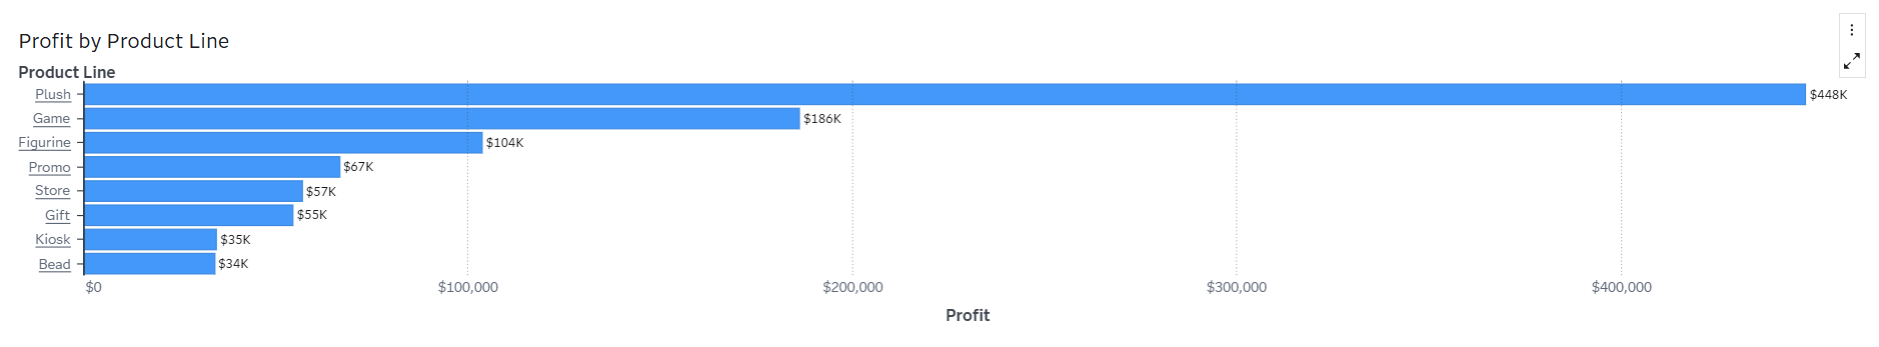 Profit by Product Line
Product Line
Plush $448K
Game $186K
Figurine $104K
Promo $67K
Store $57K
Gift $55K
Kiosk $35K
Bead $34K
$0 $100,000 $200,000 $300,000 $400,000
Profit